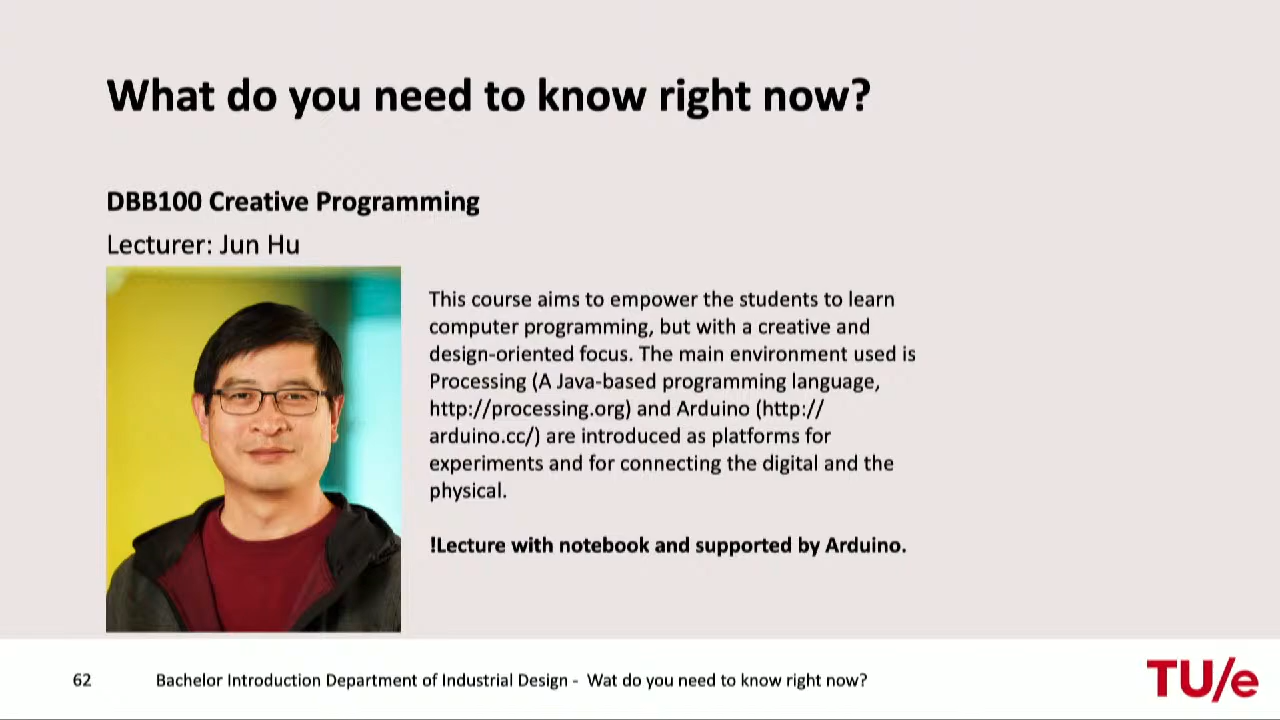 What do you need to know right now?
DBB100 Creative Programming
Lecturer: Jun Hu
This course aims to empower the students to learn
computer programming, but with a creative and
design-oriented focus. The main environment used is
Processing (A Java-based programming language,
http://processing.org) and Arduino (http://
arduino.cc/) are introduced as platforms for
experiments and for connecting the digital and the
physical.
!Lecture with notebook and supported by Arduino.
62 Bachelor Introduction Department of Industrial Design - Wat do you need to know right now?
TU/e